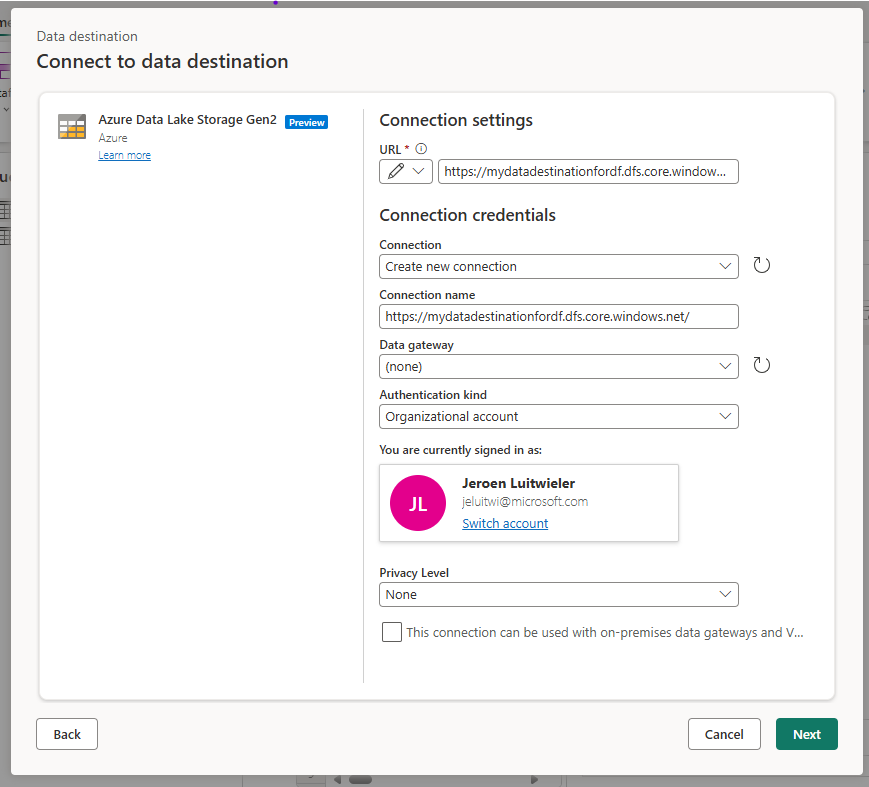 Data destination
Connect to data destination
Azure Data Lake Storage Gen2 Preview
Azure
Learn more
Connection settings
URL *
https://mydatadestinationfordf.dfs.core.window...
Connection credentials
Connection
Create new connection
Connection name
https://mydatadestinationfordf.dfs.core.windows.net/
Data gateway
(none)
Authentication kind
Organizational account
You are currently signed in as:
JL
Jeroen Luitwieler
jeluitwi@microsoft.com
Switch account
Privacy Level
None
This connection can be used with on-premises data gateways and V...
Back
Cancel
Next